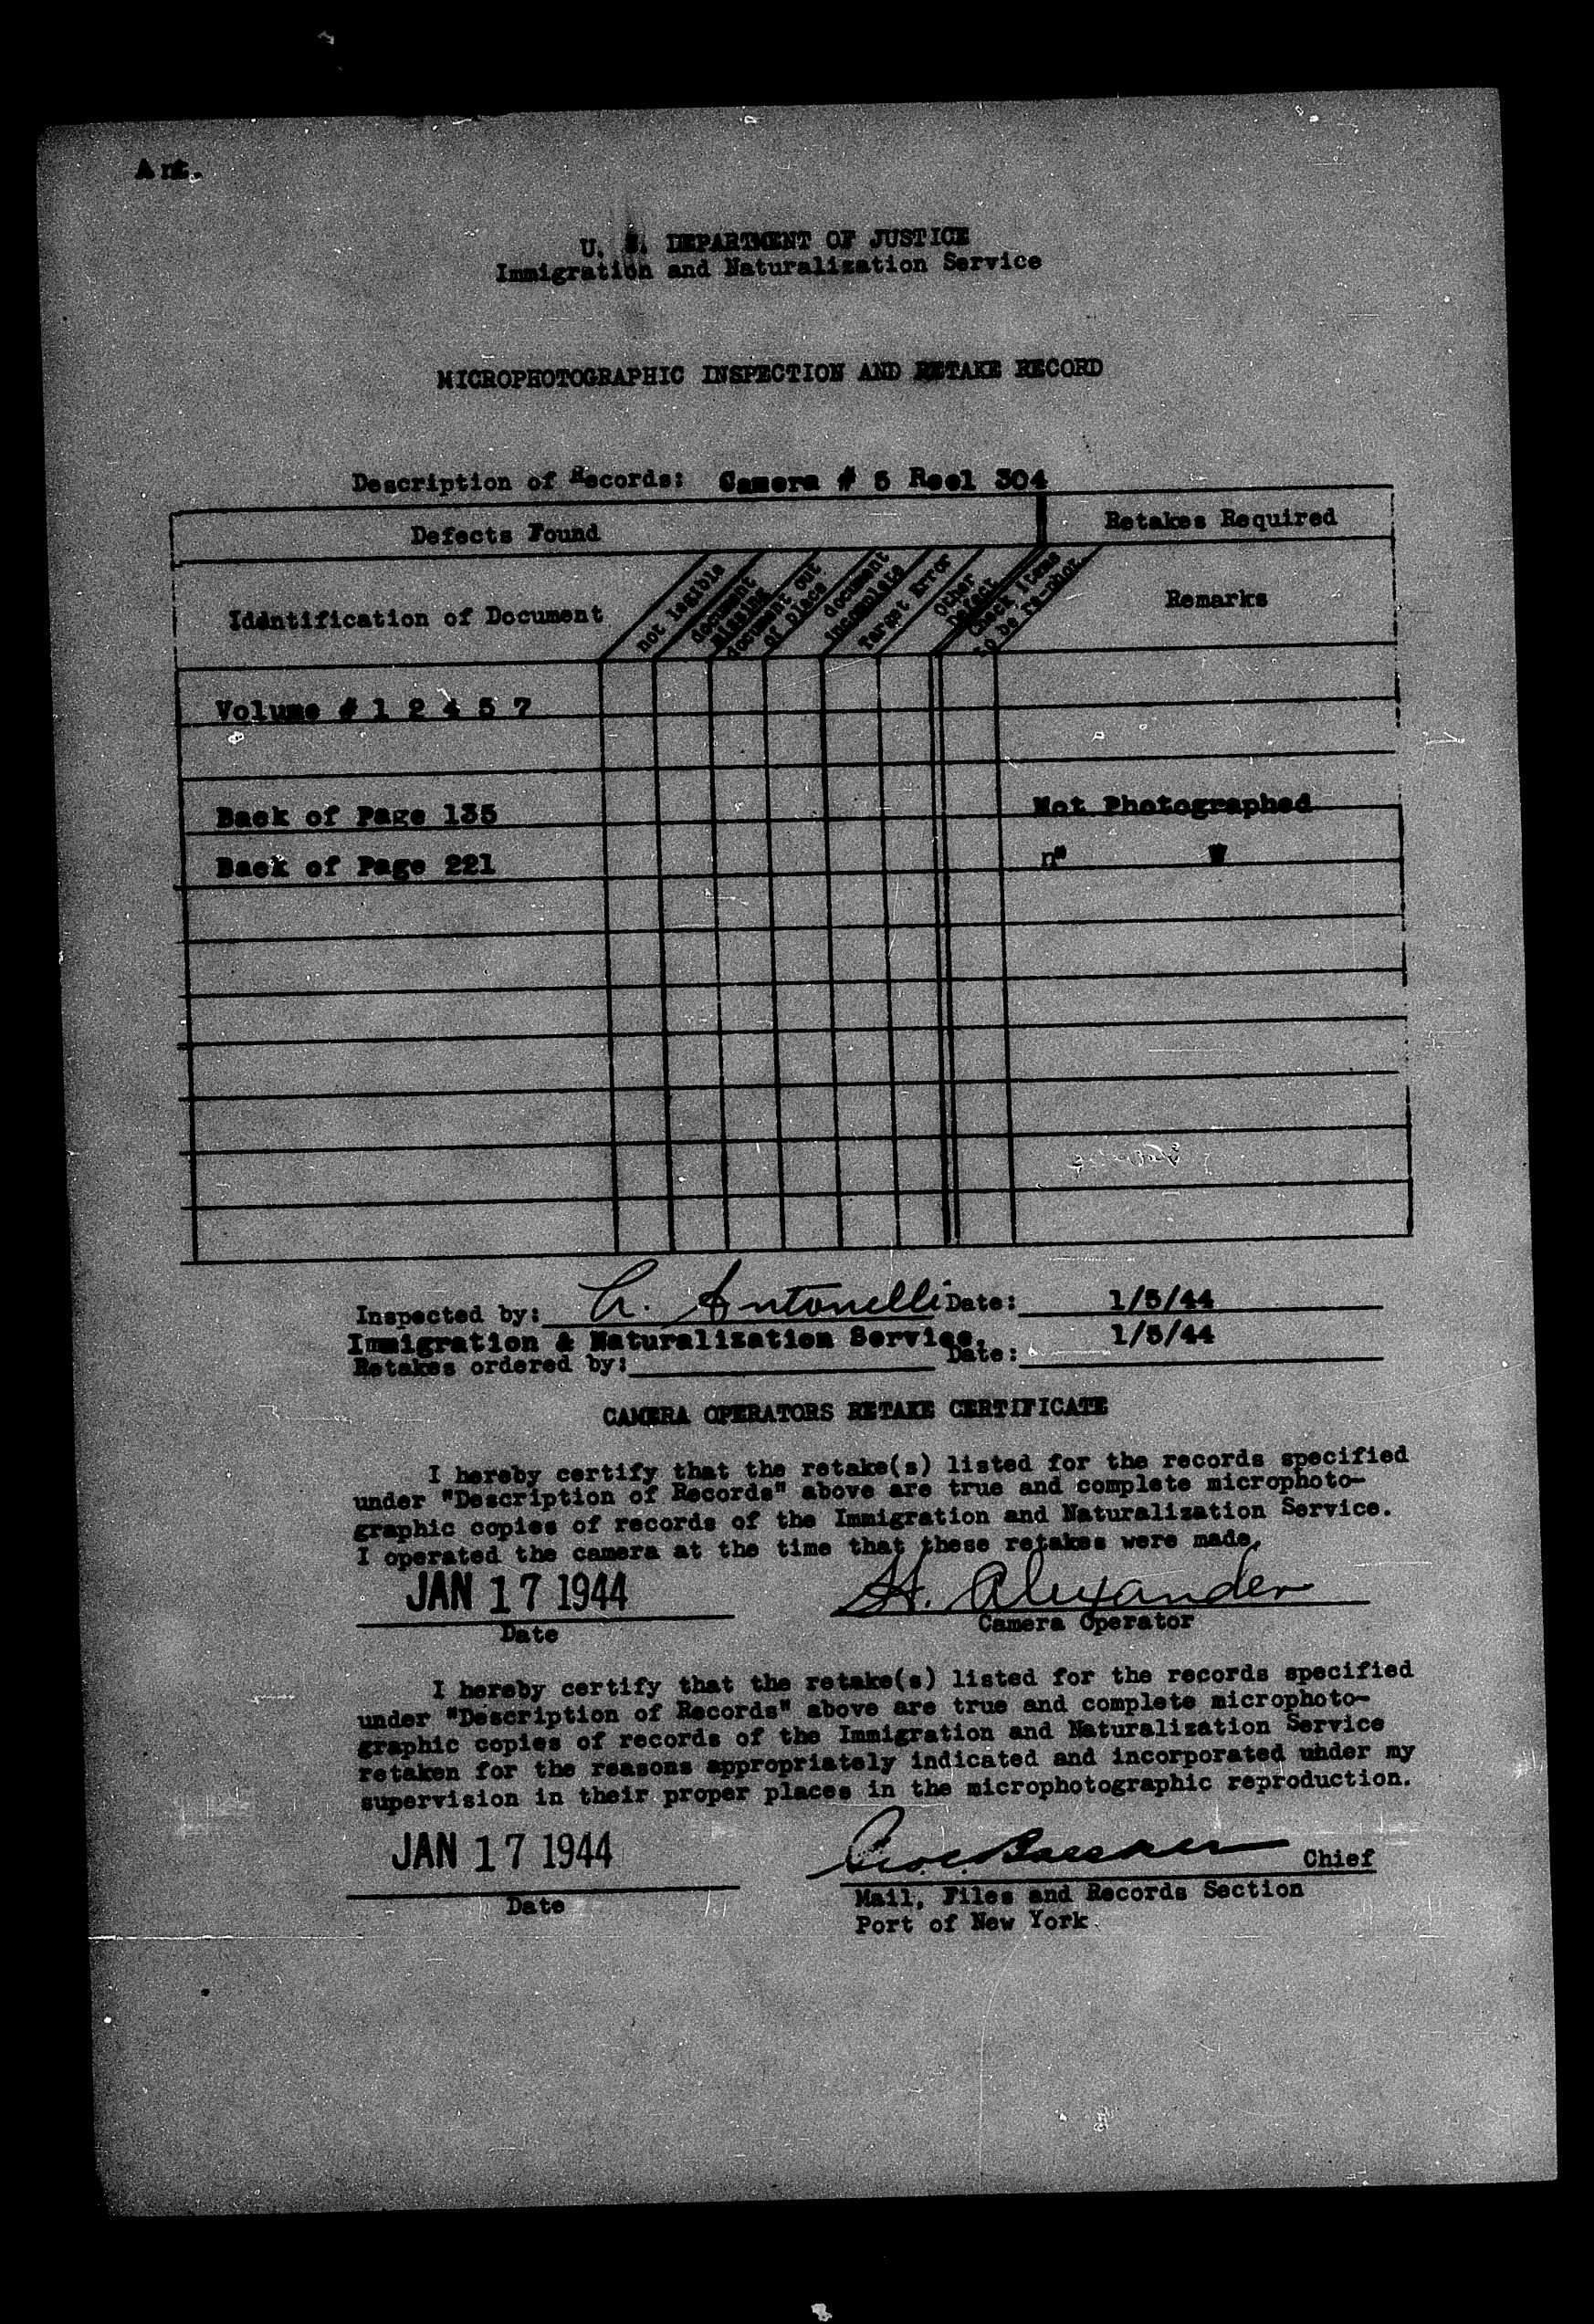 Ant.
U. S. DEPARTMENT OF JUSTICE
Immigration and Naturalization Service
MICROPHOTOGRAPHIC INSPECTION AND RETAKE RECORD
Description of Records: Camera # 5 Reel 304
Defects Found
Retakes Required
Iddntification of Document
not legible
document missing
document out of place
document incomplete
Target Error
Other Defect
Check Items to be re-phot.
Remarks
Volume # 1 2 4 5 7
Back of Page 135 Not Photographed
Back of Page 221 " "
Inspected by: A. Antonelli Date: 1/5/44
Immigration & Naturalization Service. 1/5/44
Retakes ordered by: Date:
CAMERA OPERATORS RETAKE CERTIFICATE
I hereby certify that the retake(s) listed for the records specified
under "Description of Records" above are true and complete microphoto-
graphic copies of records of the Immigration and Naturalization Service.
I operated the camera at the time that these retakes were made.
JAN 17 1944 H. Alexander
Date Camera Operator
I hereby certify that the retake(s) listed for the records specified
under "Description of Records" above are true and complete microphoto-
graphic copies of records of the Immigration and Naturalization Service
retaken for the reasons appropriately indicated and incorporated uhder my
supervision in their proper places in the microphotographic reproduction.
JAN 17 1944 Chief
Date Mail, Files and Records Section
Port of New York